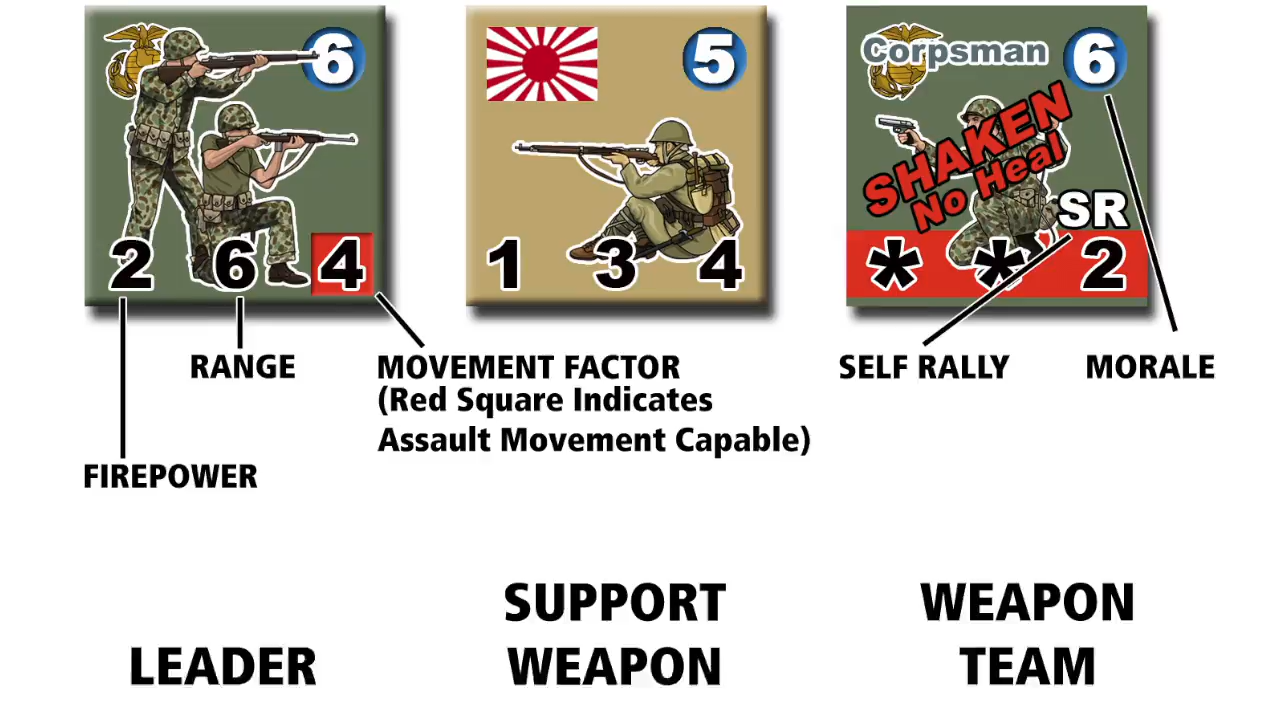 6
2 6 4
5
1 3 4
Corpsman 6
SHAKEN
No Heal
SR
* * 2
RANGE
MOVEMENT FACTOR
(Red Square Indicates
Assault Movement Capable)
FIREPOWER
SELF RALLY
MORALE
LEADER
SUPPORT
WEAPON
WEAPON
TEAM